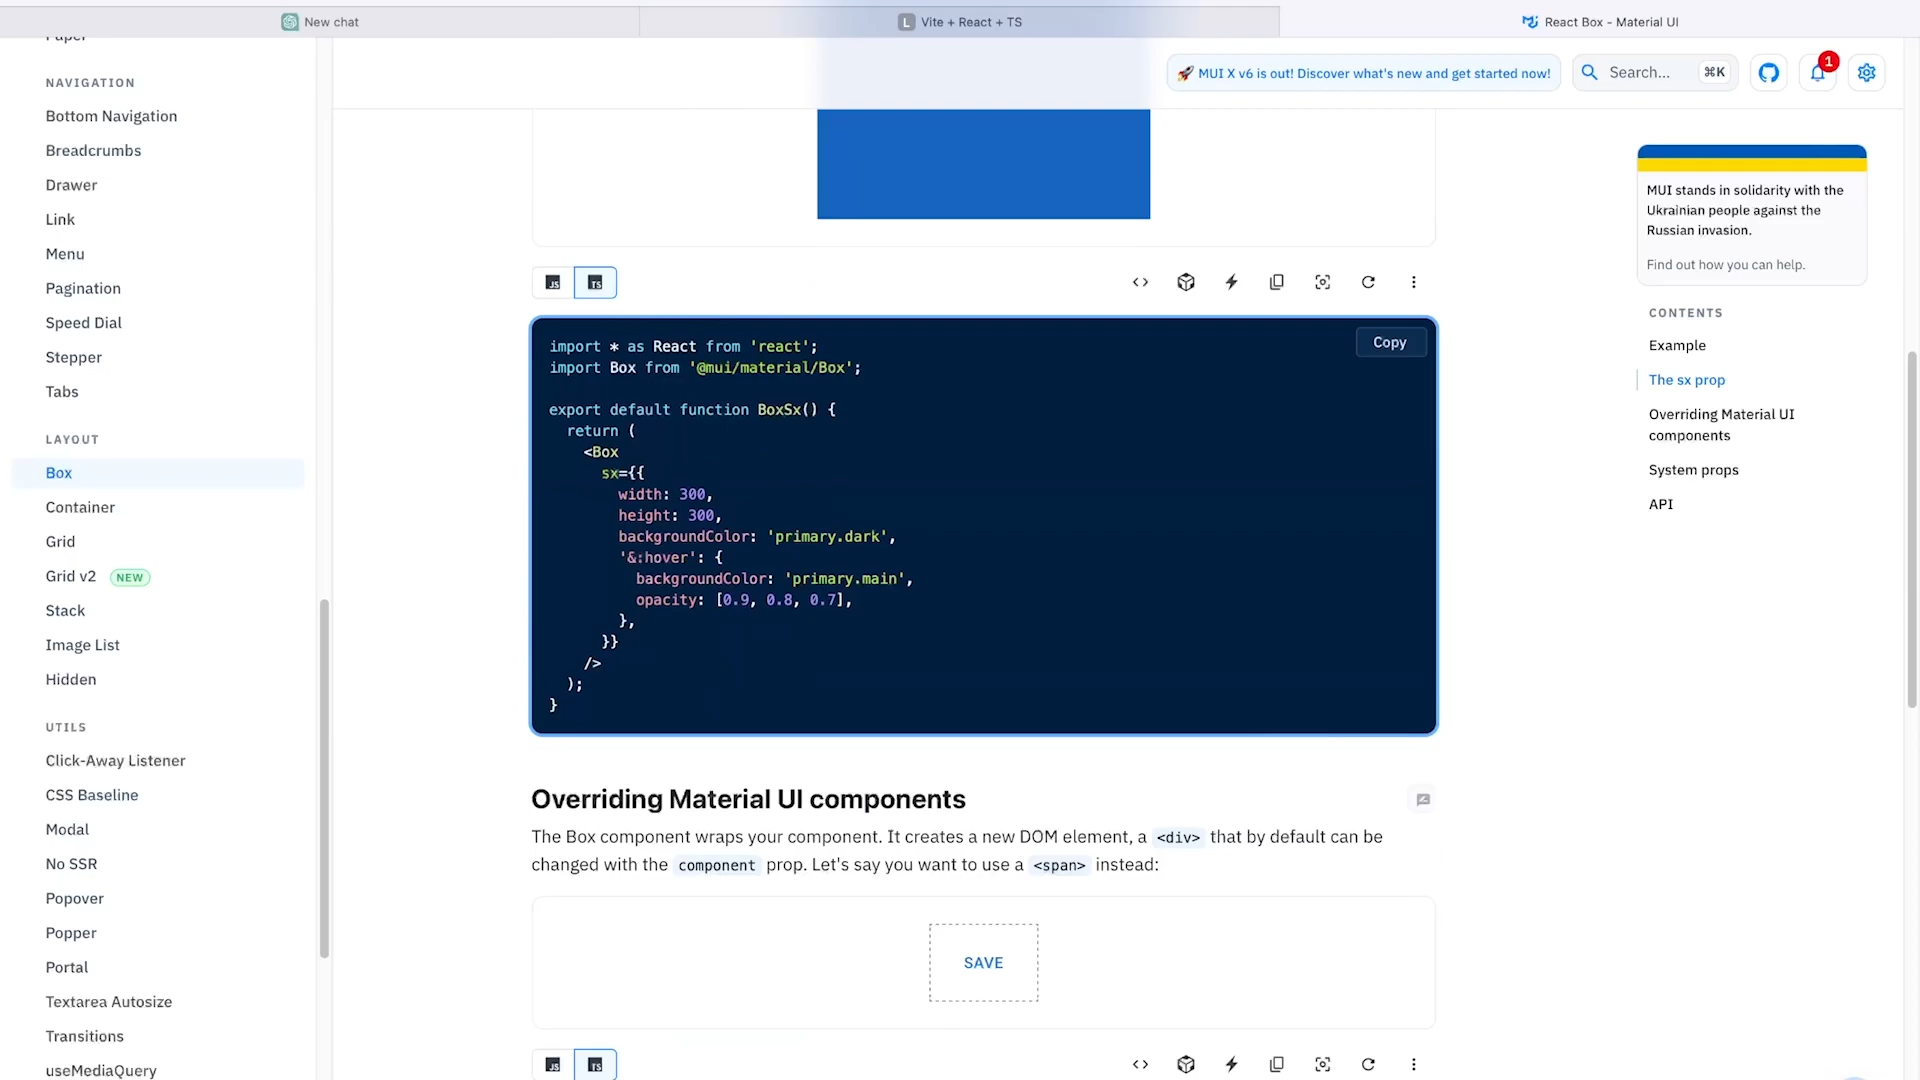 New chat
L Vite + React + TS
React Box - Material UI
Paper
NAVIGATION
Bottom Navigation
Breadcrumbs
Drawer
Link
Menu
Pagination
Speed Dial
Stepper
Tabs
LAYOUT
Box
Container
Grid
Grid v2 NEW
Stack
Image List
Hidden
UTILS
Click-Away Listener
CSS Baseline
Modal
No SSR
Popover
Popper
Portal
Textarea Autosize
Transitions
useMediaQuery
🚀 MUI X v6 is out! Discover what's new and get started now!
Search… ⌘K
1
JS TS
Copy
import * as React from 'react';
import Box from '@mui/material/Box';
export default function BoxSx() {
  return (
    <Box
      sx={{
        width: 300,
        height: 300,
        backgroundColor: 'primary.dark',
        '&:hover': {
          backgroundColor: 'primary.main',
          opacity: [0.9, 0.8, 0.7],
        },
      }}
    />
  );
}
Overriding Material UI components
The Box component wraps your component. It creates a new DOM element, a <div> that by default can be
changed with the component prop. Let's say you want to use a <span> instead:
SAVE
JS TS
MUI stands in solidarity with the
Ukrainian people against the
Russian invasion.
Find out how you can help.
CONTENTS
Example
The sx prop
Overriding Material UI
components
System props
API